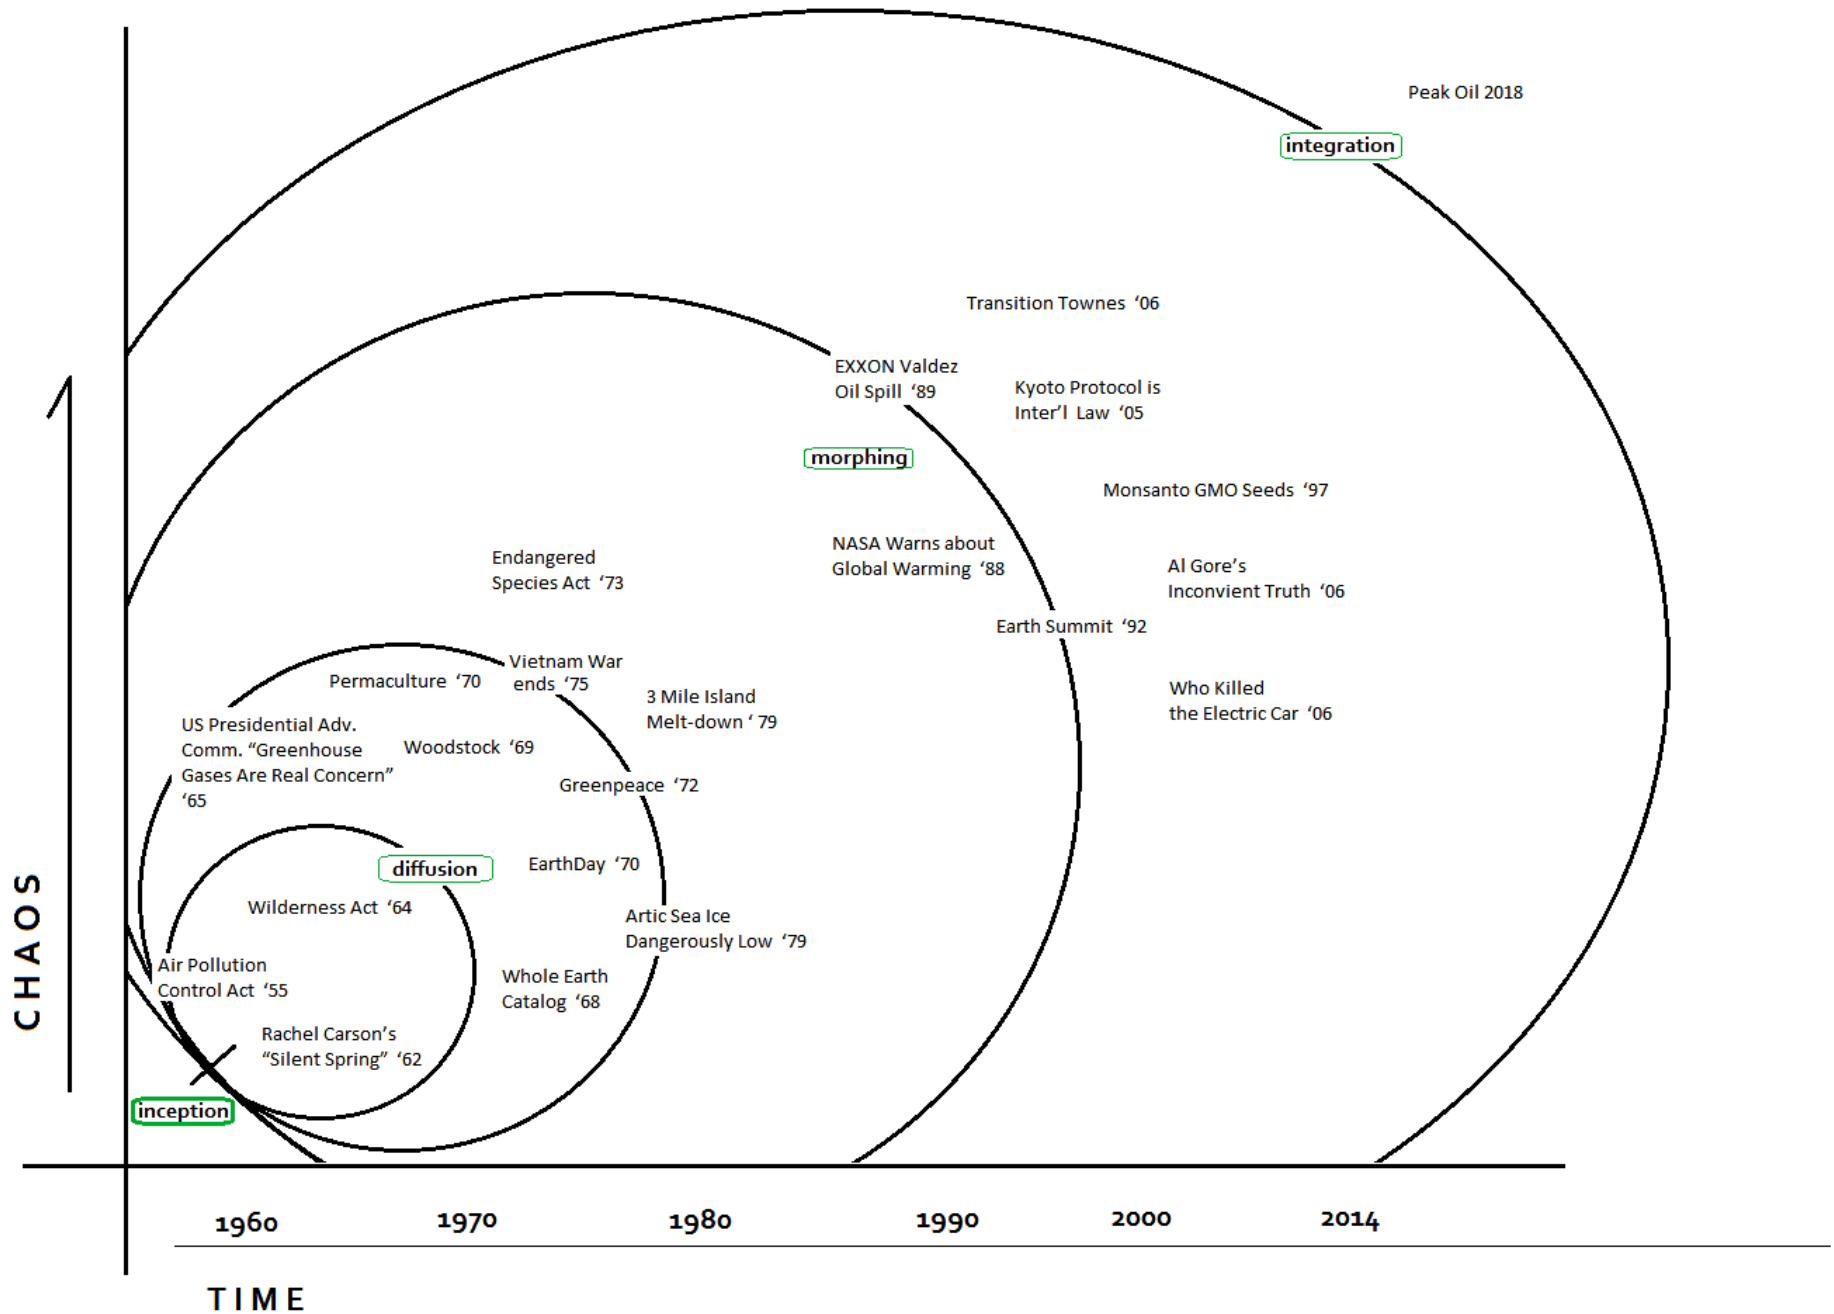 Peak Oil 2018
integration
Transition Townes ‘06
EXXON Valdez
Oil Spill ‘89
Kyoto Protocol is
Inter’l Law ‘05
morphing
Monsanto GMO Seeds ‘97
NASA Warns about
Global Warming ‘88
Endangered
Species Act ‘73
Al Gore’s
Inconvient Truth ‘06
Earth Summit ‘92
Vietnam War
ends ‘75
Permaculture ‘70
3 Mile Island
Melt-down ‘ 79
Who Killed
the Electric Car ‘06
US Presidential Adv.
Comm. “Greenhouse
Gases Are Real Concern”
‘65
Woodstock ‘69
Greenpeace ‘72
diffusion
EarthDay ‘70
Wilderness Act ‘64
Artic Sea Ice
Dangerously Low ‘79
Air Pollution
Control Act ‘55
Whole Earth
Catalog ‘68
Rachel Carson’s
“Silent Spring” ‘62
inception
CHAOS
1960 1970 1980 1990 2000 2014
TIME